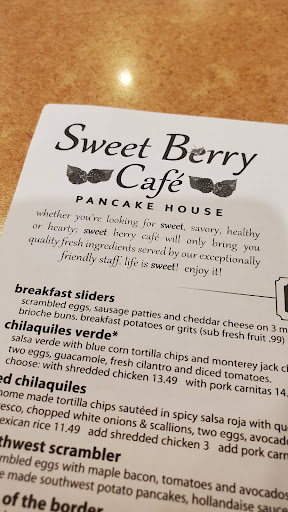 Sweet Berry
Café
PANCAKE HOUSE
whether you're looking for sweet, savory, healthy
or hearty; sweet berry café will only bring you
quality fresh ingredients served by our exceptionally
friendly staff. life is sweet! enjoy it!
breakfast sliders
scrambled eggs, sausage patties and cheddar cheese on 3 m
brioche buns. breakfast potatoes or grits (sub fresh fruit .99)
chilaquiles verde*
salsa verde with blue corn tortilla chips and monterey jack ch
two eggs, guacamole, fresh cilantro and diced tomatoes.
choose: with shredded chicken 13.49 with pork carnitas 14.
ed chilaquiles
home made tortilla chips sautéed in spicy salsa roja with que
esco, chopped white onions & scallions, two eggs, avocado
exican rice 11.49 add shredded chicken 3 add pork carn
thwest scrambler
mbled eggs with maple bacon, tomatoes and avocados
e made southwest potato pancakes, hollandaise sauce
of the border